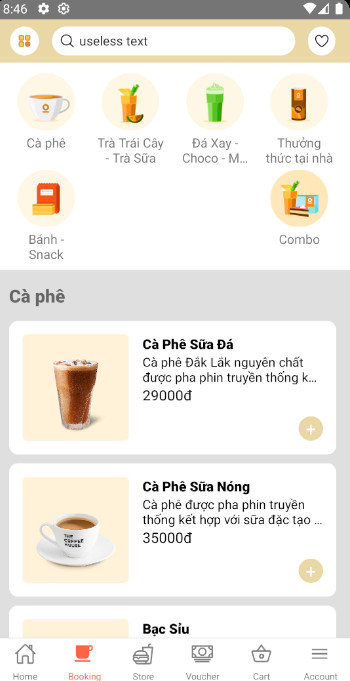 8:46
useless text
Cà phê
Trà Trái Cây
- Trà Sữa
Đá Xay -
Choco - M...
Thưởng
thức tại nhà
Bánh -
Snack
Combo
Cà phê
Cà Phê Sữa Đá
Cà phê Đắk Lắk nguyên chất
được pha phin truyền thống k...
29000đ
+
Cà Phê Sữa Nóng
Cà phê được pha phin truyền
thống kết hợp với sữa đặc tạo ...
35000đ
THE
COFFEE
HOUSE
+
Bạc Sỉu
Home
Booking
Store
Voucher
Cart
Account